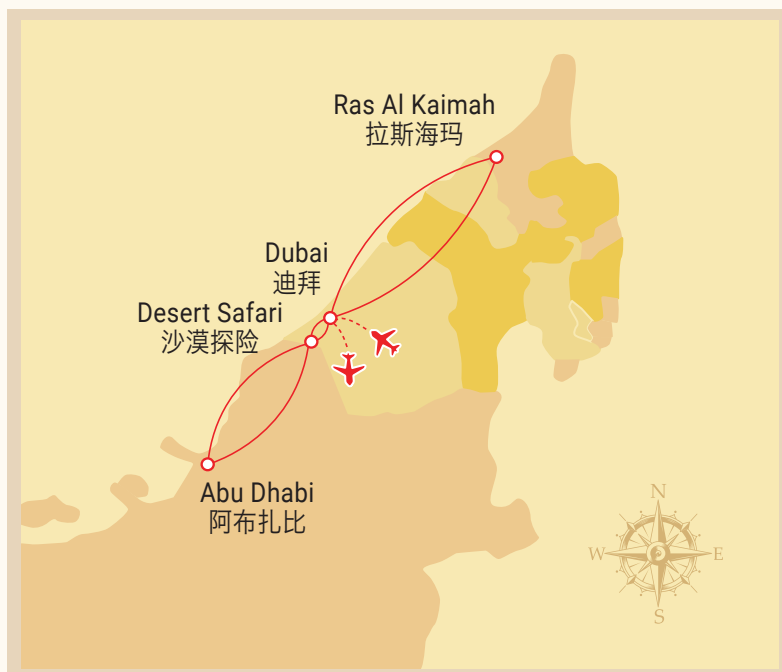 Ras Al Kaimah
拉斯海玛
Dubai
迪拜
Desert Safari
沙漠探险
Abu Dhabi
阿布扎比
N
W
E
S